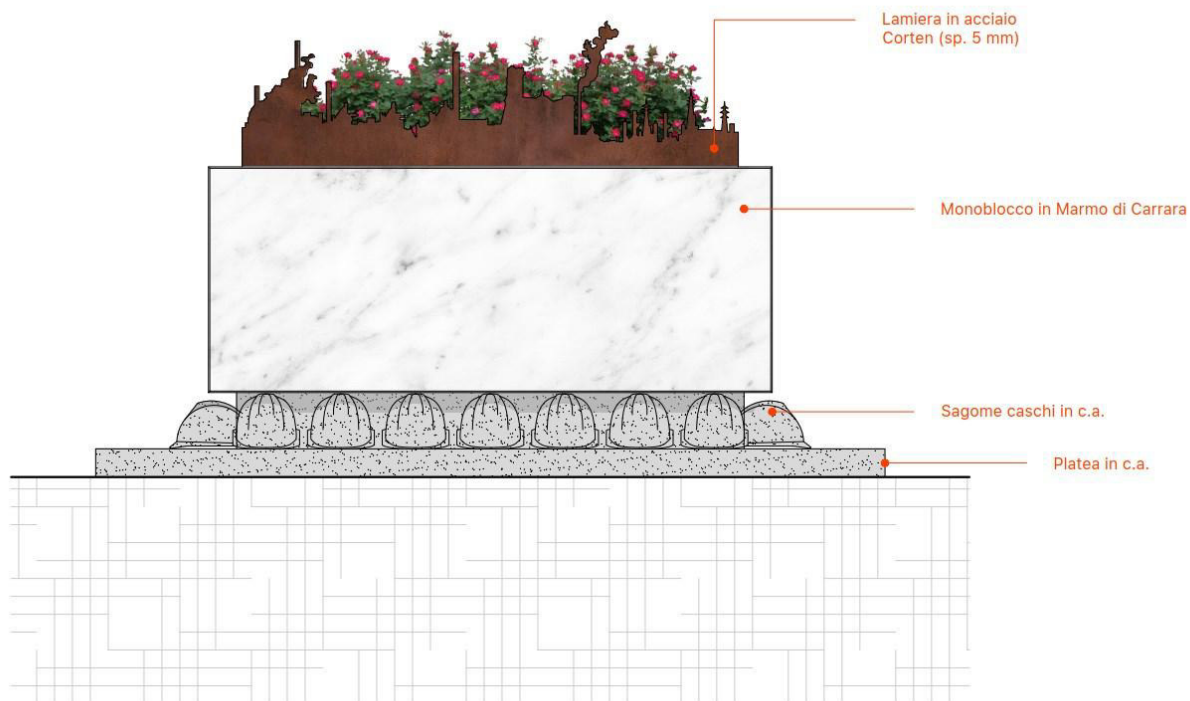 Lamiera in acciaio
Corten (sp. 5 mm)
Monoblocco in Marmo di Carrara
Sagome caschi in c.a.
Platea in c.a.